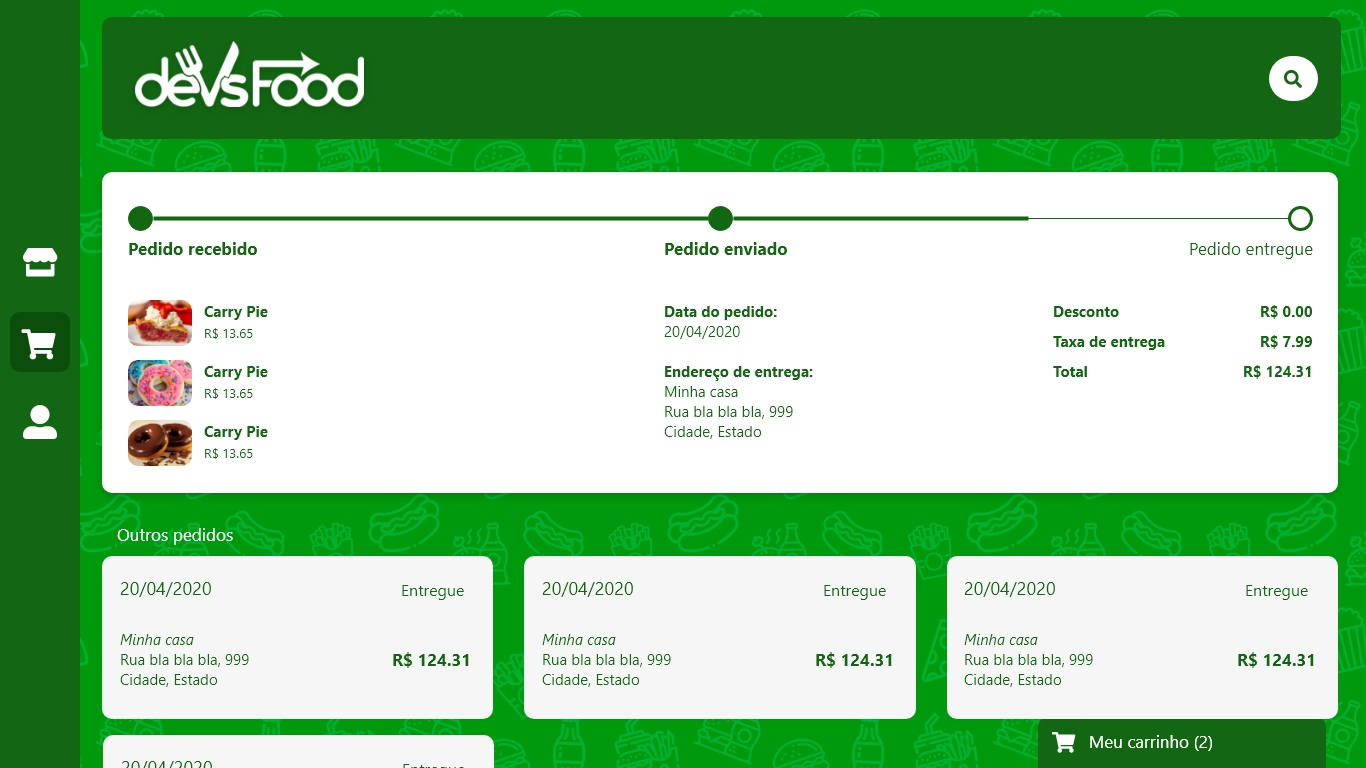 devsFood
Pedido recebido
Pedido enviado
Pedido entregue
Carry Pie
R$ 13.65
Carry Pie
R$ 13.65
Carry Pie
R$ 13.65
Data do pedido:
20/04/2020
Endereço de entrega:
Minha casa
Rua bla bla bla, 999
Cidade, Estado
Desconto R$ 0.00
Taxa de entrega R$ 7.99
Total R$ 124.31
Outros pedidos
20/04/2020 Entregue
Minha casa
Rua bla bla bla, 999 R$ 124.31
Cidade, Estado
20/04/2020 Entregue
Minha casa
Rua bla bla bla, 999 R$ 124.31
Cidade, Estado
20/04/2020 Entregue
Minha casa
Rua bla bla bla, 999 R$ 124.31
Cidade, Estado
20/04/2020 Entregue
Meu carrinho (2)